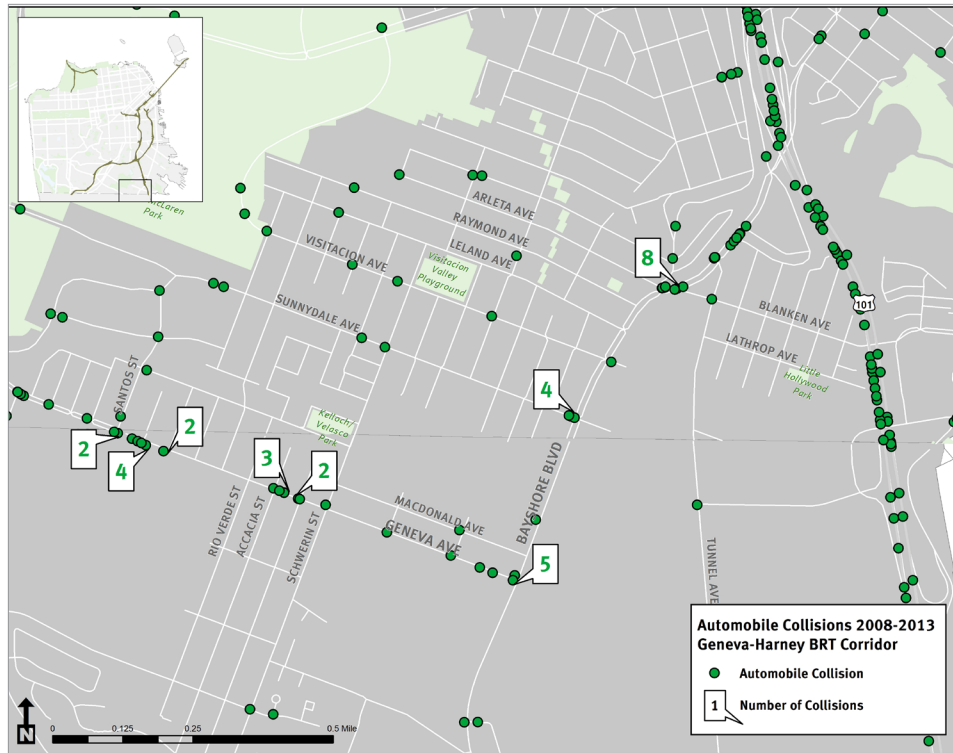 McLaren
Park
ARLETA AVE
RAYMOND AVE
LELAND AVE
VISITACION AVE
Visitacion
Valley
Playground
SUNNYDALE AVE
8
101
BLANKEN AVE
LATHROP AVE
Little
Hollywood
Park
SANTOS ST
4
Kelloch/
Velasco
Park
2
2
4
3
2
BAYSHORE BLVD
RIO VERDE ST
ACCACIA ST
SCHWERIN ST
MACDONALD AVE
GENEVA AVE
5
TUNNEL AVE
Automobile Collisions 2008-2013
Geneva-Harney BRT Corridor
Automobile Collision
1 Number of Collisions
N
0 0.125 0.25 0.5 Mile